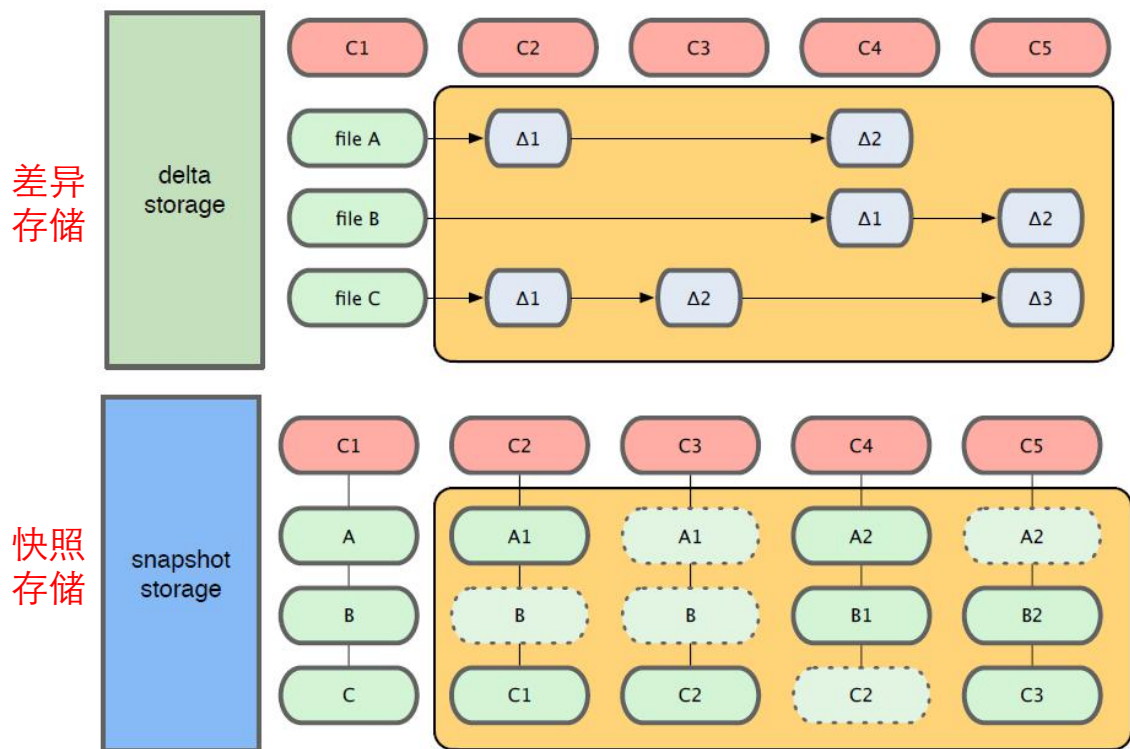 C1 C2 C3 C4 C5
差异
存储
delta
storage
file A Δ1 Δ2
file B Δ1 Δ2
file C Δ1 Δ2 Δ3
快照
存储
snapshot
storage
C1 C2 C3 C4 C5
A A1 A1 A2 A2
B B B B1 B2
C C1 C2 C2 C3